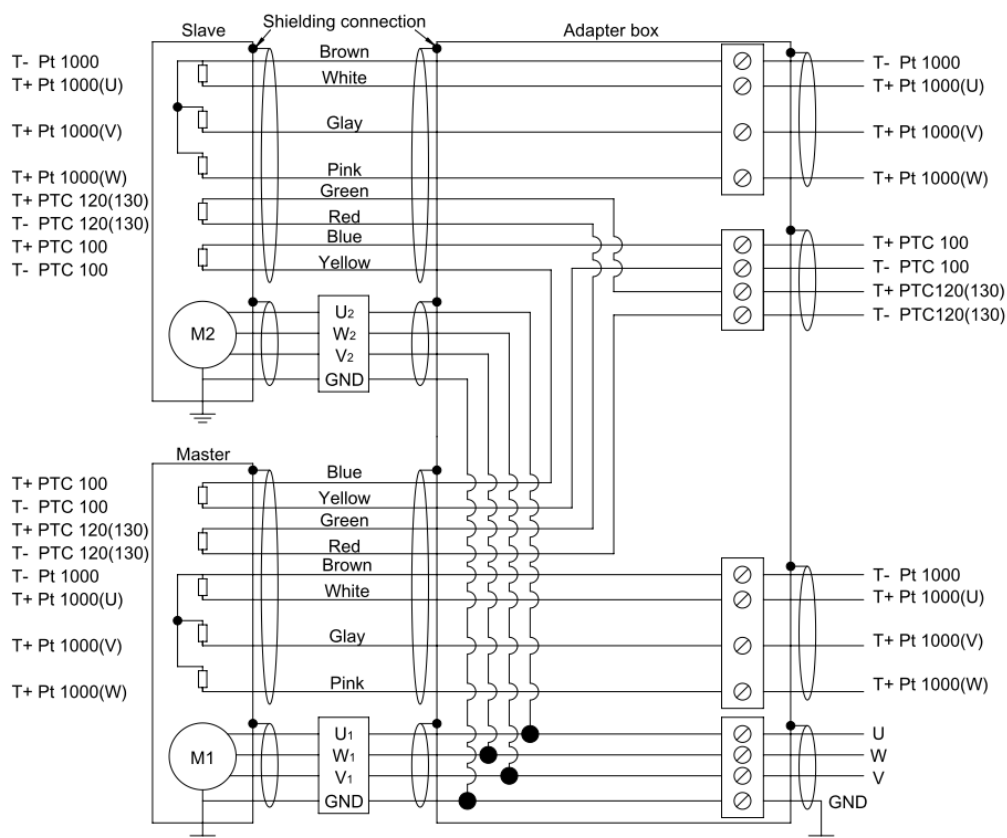 Slave
Shielding connection
Adapter box
T- Pt 1000
Brown
T- Pt 1000
T+ Pt 1000(U)
White
T+ Pt 1000(U)
T+ Pt 1000(V)
Glay
T+ Pt 1000(V)
T+ Pt 1000(W)
Pink
T+ Pt 1000(W)
T+ PTC 120(130)
Green
T- PTC 120(130)
Red
T+ PTC 100
Blue
T+ PTC 100
T- PTC 100
Yellow
T- PTC 100
T+ PTC120(130)
T- PTC120(130)
M2
U2
W2
V2
GND
Master
T+ PTC 100
Blue
T- PTC 100
Yellow
T+ PTC 120(130)
Green
T- PTC 120(130)
Red
T- Pt 1000
Brown
T- Pt 1000
T+ Pt 1000(U)
White
T+ Pt 1000(U)
T+ Pt 1000(V)
Glay
T+ Pt 1000(V)
T+ Pt 1000(W)
Pink
T+ Pt 1000(W)
M1
U1
W1
V1
GND
U
W
V
GND